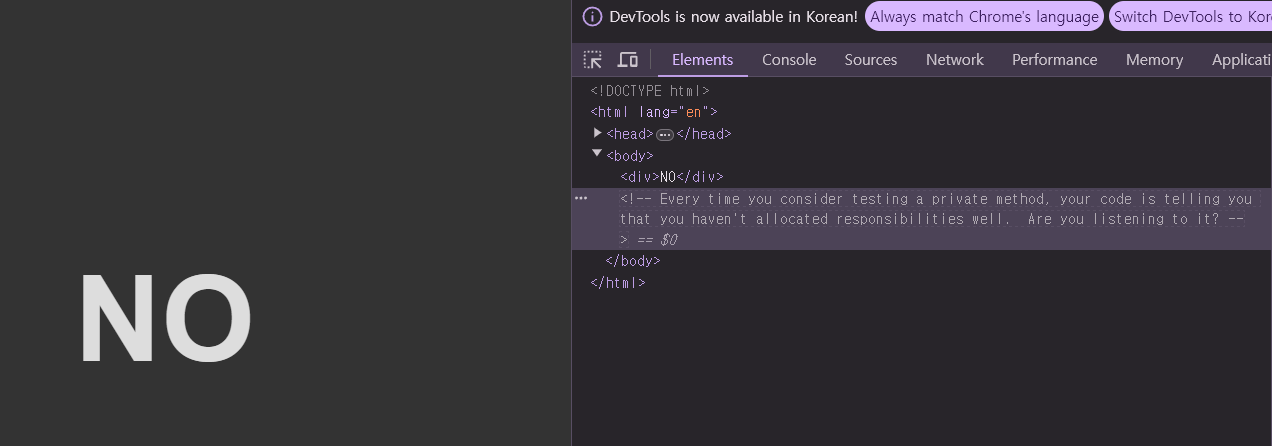 NO
DevTools is now available in Korean! Always match Chrome's language Switch DevTools to Kor
Elements Console Sources Network Performance Memory Applicati
<!DOCTYPE html>
<html lang="en">
<head>⋯</head>
<body>
<div>NO</div>
<!-- Every time you consider testing a private method, your code is telling you
that you haven't allocated responsibilities well.  Are you listening to it? --
> == $0
</body>
</html>